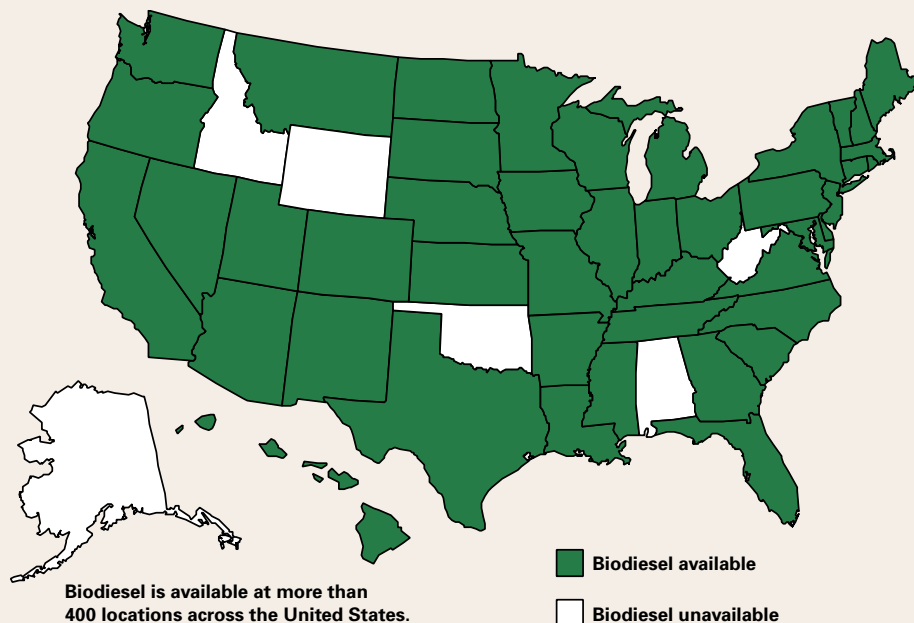 Biodiesel available
Biodiesel is available at more than
400 locations across the United States.
Biodiesel unavailable